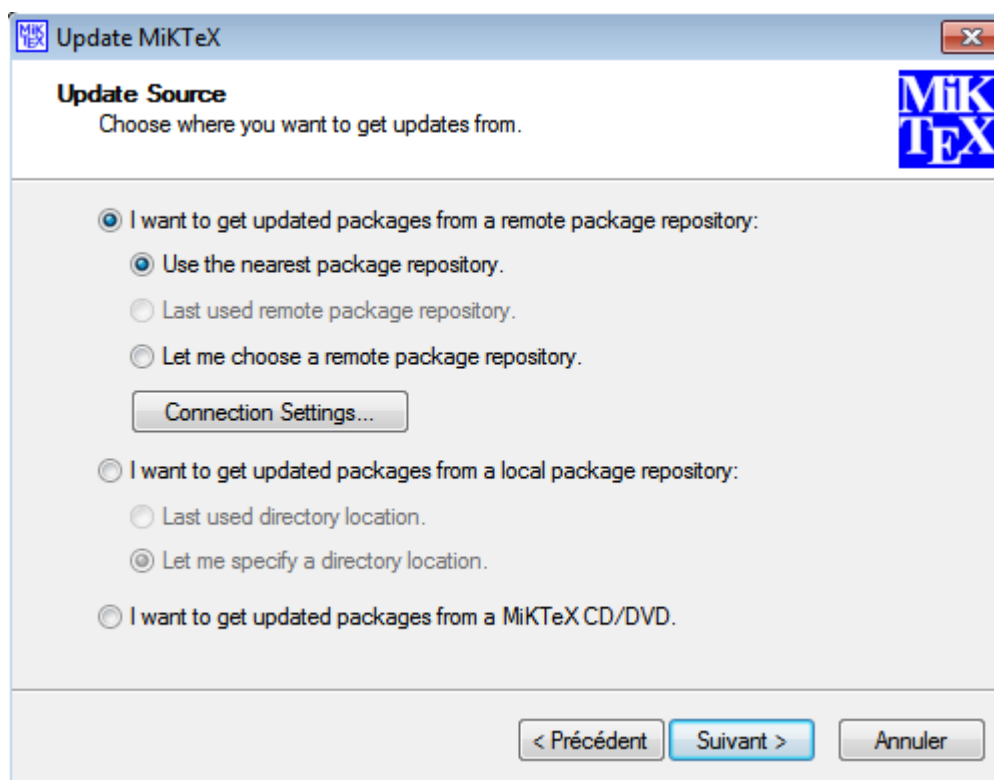 MiK
TEX
Update MiKTeX
Update Source
Choose where you want to get updates from.
MiK
TEX
I want to get updated packages from a remote package repository:
Use the nearest package repository.
Last used remote package repository.
Let me choose a remote package repository.
Connection Settings...
I want to get updated packages from a local package repository:
Last used directory location.
Let me specify a directory location.
I want to get updated packages from a MiKTeX CD/DVD.
< Précédent Suivant > Annuler